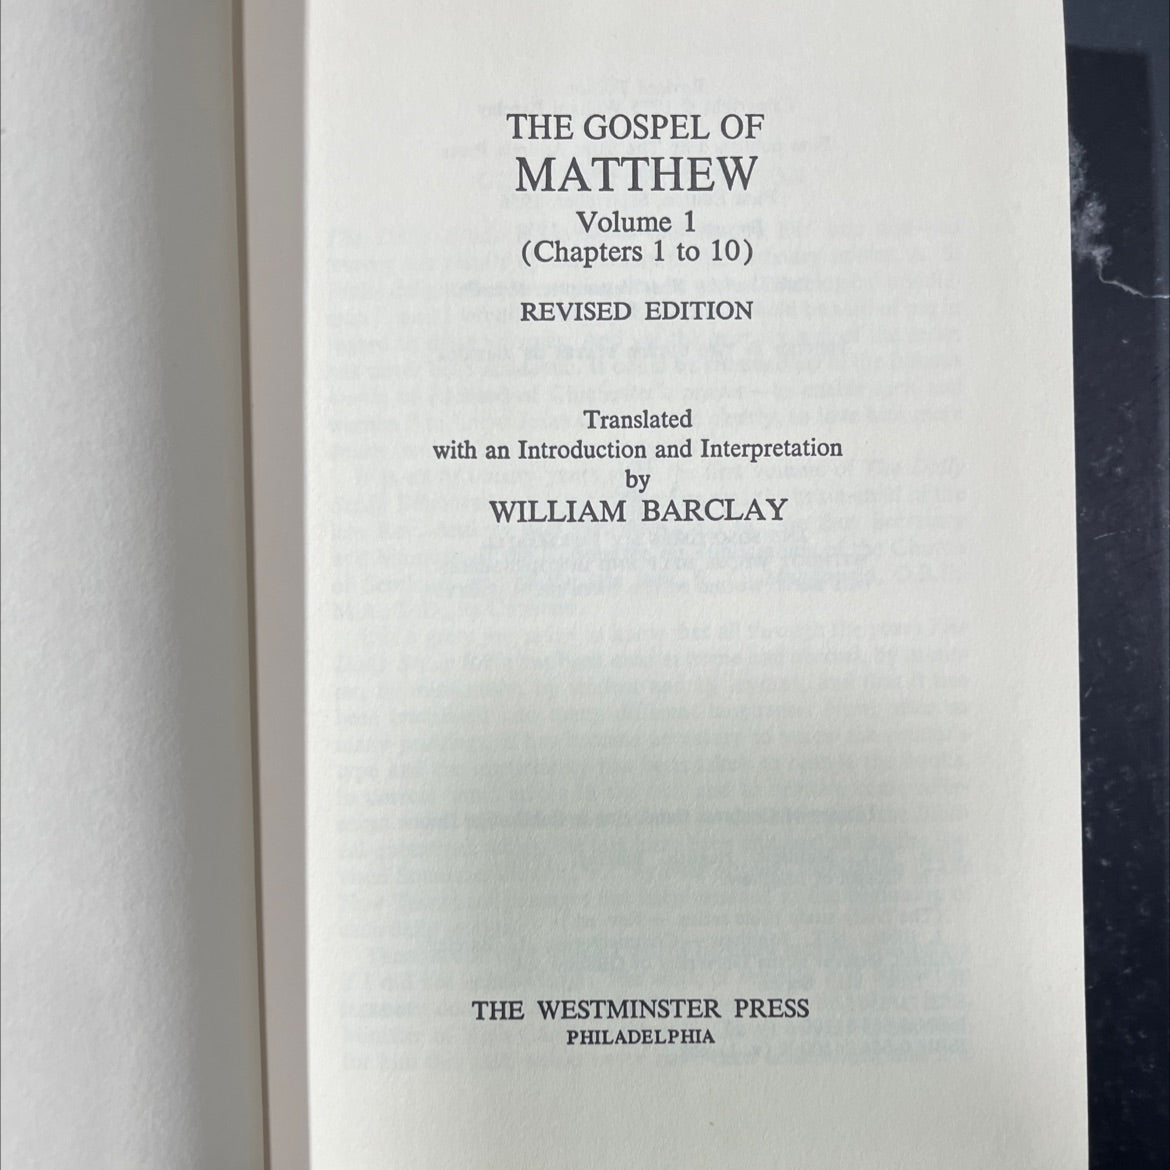 THE GOSPEL OF
MATTHEW
Volume 1
(Chapters 1 to 10)
REVISED EDITION
Translated
with an Introduction and Interpretation
by
WILLIAM BARCLAY
THE WESTMINSTER PRESS
PHILADELPHIA